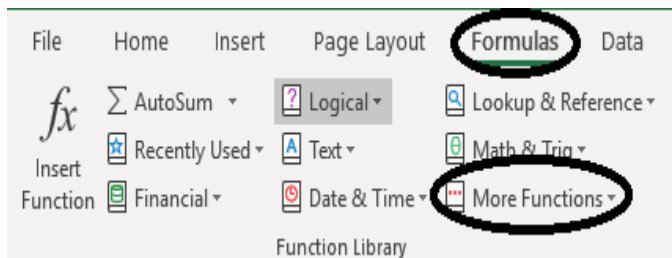 File Home Insert Page Layout Formulas Data
fx
Insert
Function
∑ AutoSum
Recently Used
Financial
? Logical
A Text
Date & Time
Lookup & Reference
θ Math & Trig
More Functions
Function Library